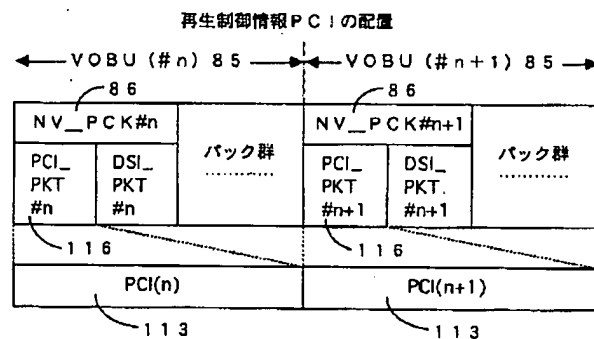 再生制御情報PCIの配置
VOBU(#n)85
VOBU(#n+1)85
86
86
NV_PCK#n
NV_PCK#n+1
PCI_
PKT
#n
DSI_
PKT
#n
パック群
………
PCI_
PKT
#n+1
DSI_
PKT.
#n+1
パック群
………
116
116
PCI(n)
PCI(n+1)
113
113